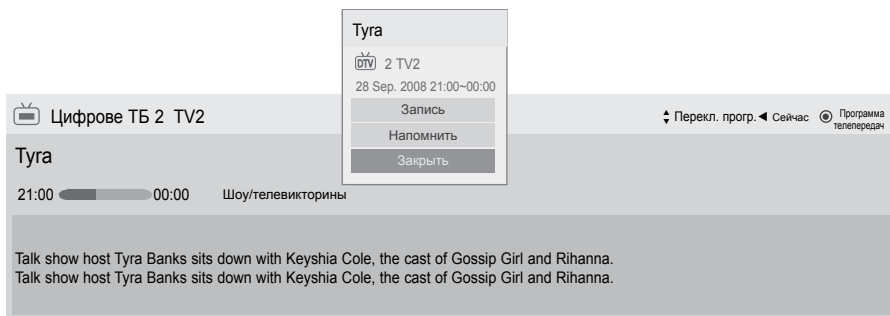 Tyra
DTV 2 TV2
28 Sep. 2008 21:00~00:00
Запись
Напомнить
Закрыть
Цифрове ТБ 2 TV2
Перекл. прогр. Сейчас Программа телепередач
Tyra
21:00 00:00 Шоу/телевикторины
Talk show host Tyra Banks sits down with Keyshia Cole, the cast of Gossip Girl and Rihanna.
Talk show host Tyra Banks sits down with Keyshia Cole, the cast of Gossip Girl and Rihanna.